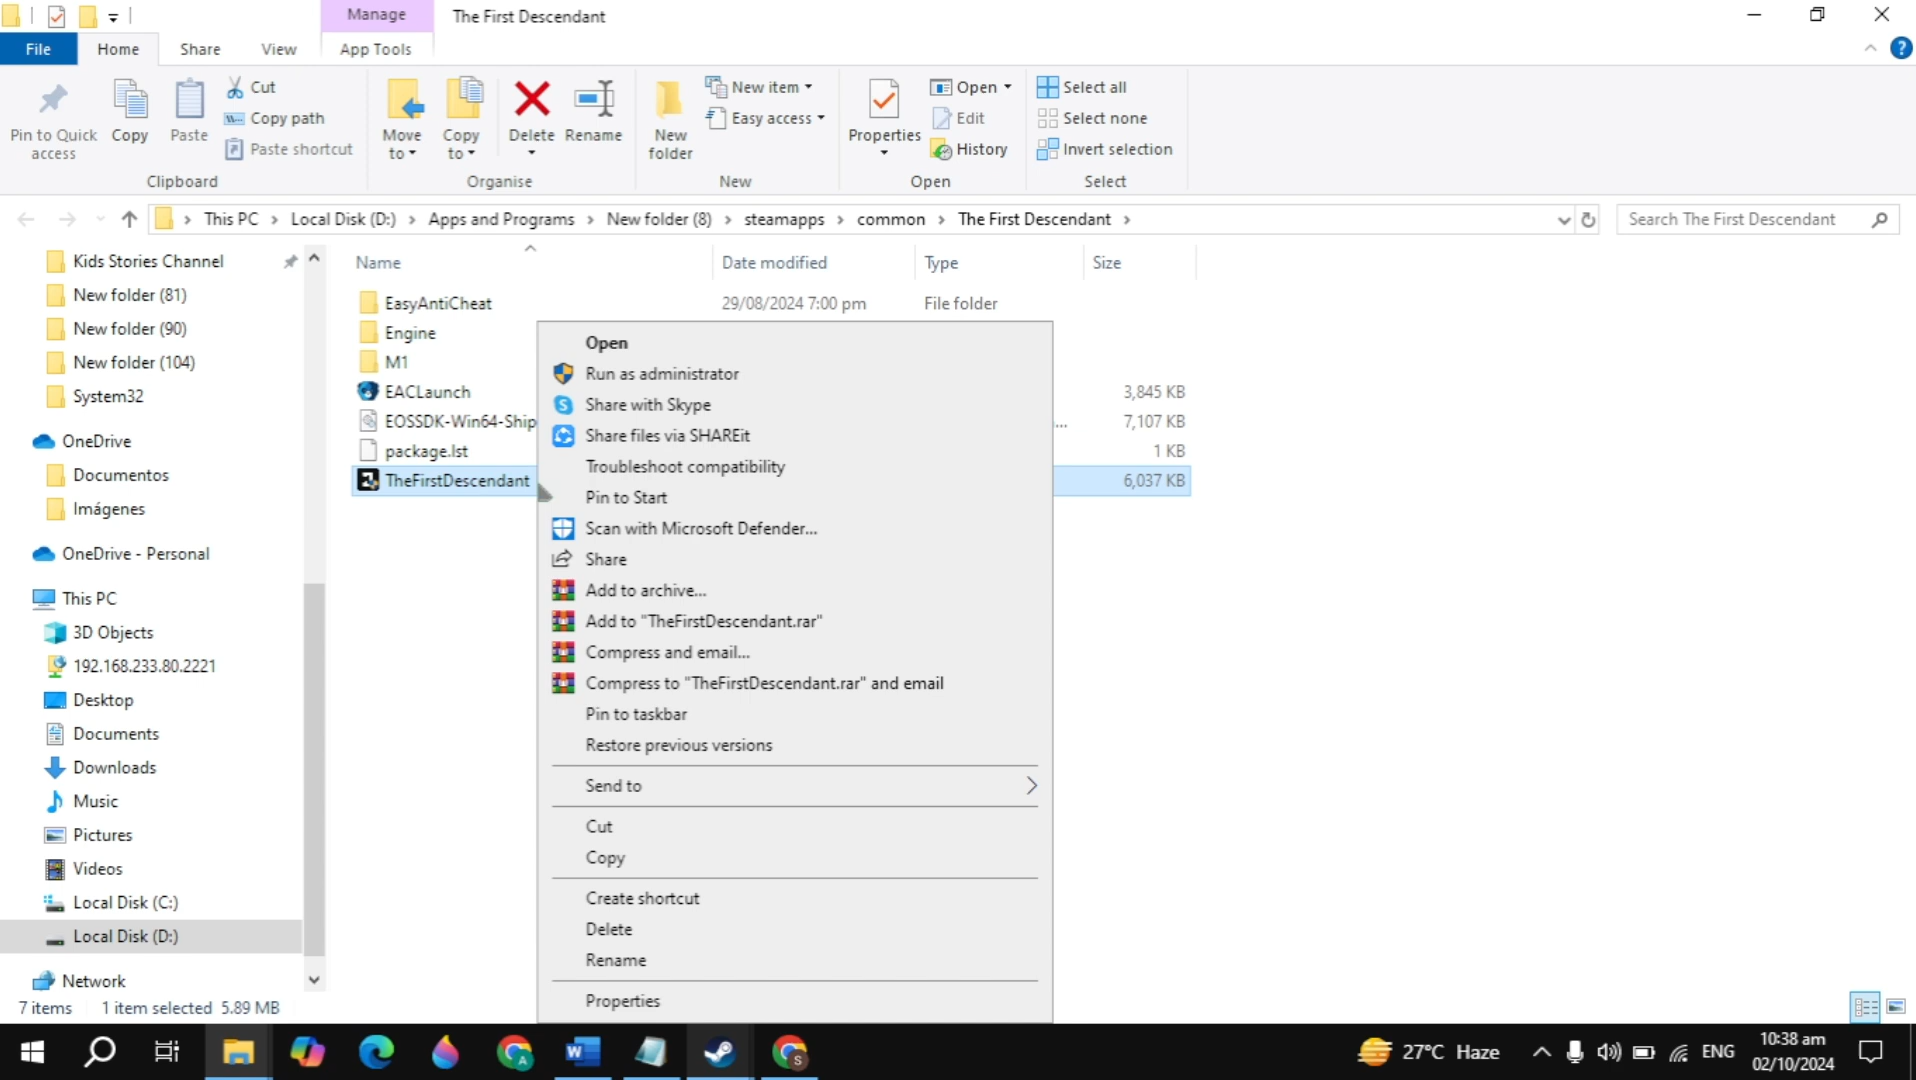 Manage
The First Descendant
File
Home
Share
View
App Tools
Pin to Quick access
Copy
Paste
Cut
Copy path
Paste shortcut
Clipboard
Move to
Copy to
Delete
Rename
Organise
New folder
New item
Easy access
New
Properties
Open
Edit
History
Open
Select all
Select none
Invert selection
Select
This PC
Local Disk (D:)
Apps and Programs
New folder (8)
steamapps
common
The First Descendant
Search The First Descendant
Kids Stories Channel
New folder (81)
New folder (90)
New folder (104)
System32
OneDrive
Documentos
Imágenes
OneDrive - Personal
This PC
3D Objects
192.168.233.80.2221
Desktop
Documents
Downloads
Music
Pictures
Videos
Local Disk (C:)
Local Disk (D:)
Network
Name
Date modified
Type
Size
EasyAntiCheat
29/08/2024 7:00 pm
File folder
Engine
M1
EACLaunch
3,845 KB
EOSSDK-Win64-Ship
...
7,107 KB
package.lst
1 KB
TheFirstDescendant
6,037 KB
Open
Run as administrator
Share with Skype
Share files via SHAREit
Troubleshoot compatibility
Pin to Start
Scan with Microsoft Defender...
Share
Add to archive...
Add to "TheFirstDescendant.rar"
Compress and email...
Compress to "TheFirstDescendant.rar" and email
Pin to taskbar
Restore previous versions
Send to
Cut
Copy
Create shortcut
Delete
Rename
Properties
7 items
1 item selected 5.89 MB
27°C Haze
ENG
10:38 am
02/10/2024